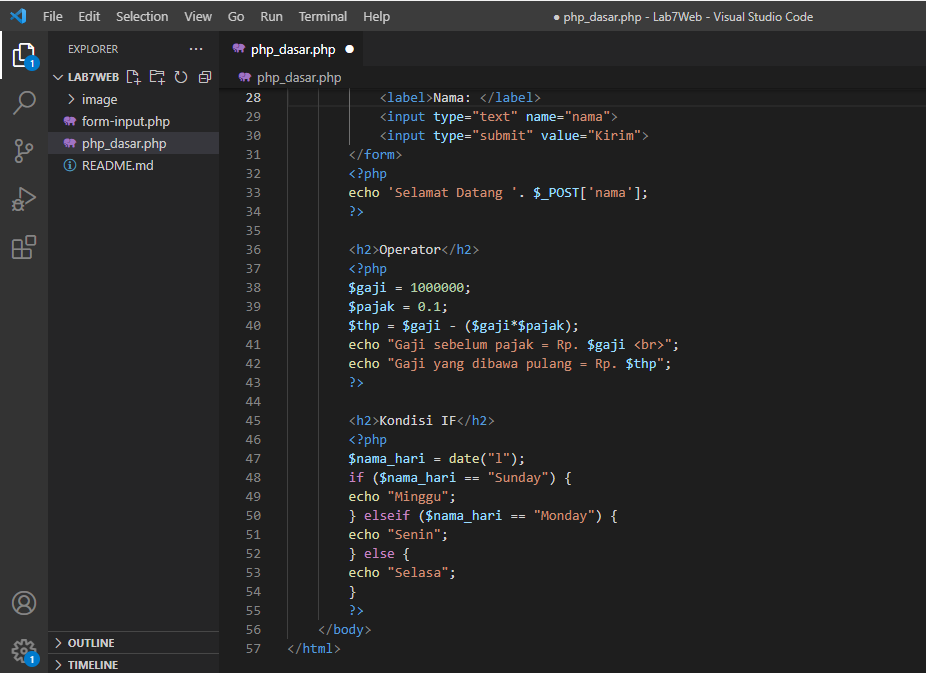 File Edit Selection View Go Run Terminal Help ● php_dasar.php - Lab7Web - Visual Studio Code
EXPLORER ···
LAB7WEB
image
form-input.php
php_dasar.php
README.md
OUTLINE
TIMELINE
1
1
php_dasar.php ●
php_dasar.php
28 <label>Nama: </label>
29 <input type="text" name="nama">
30 <input type="submit" value="Kirim">
31 </form>
32 <?php
33 echo 'Selamat Datang '. $_POST['nama'];
34 ?>
35
36 <h2>Operator</h2>
37 <?php
38 $gaji = 1000000;
39 $pajak = 0.1;
40 $thp = $gaji - ($gaji*$pajak);
41 echo "Gaji sebelum pajak = Rp. $gaji <br>";
42 echo "Gaji yang dibawa pulang = Rp. $thp";
43 ?>
44
45 <h2>Kondisi IF</h2>
46 <?php
47 $nama_hari = date("l");
48 if ($nama_hari == "Sunday") {
49 echo "Minggu";
50 } elseif ($nama_hari == "Monday") {
51 echo "Senin";
52 } else {
53 echo "Selasa";
54 }
55 ?>
56 </body>
57 </html>